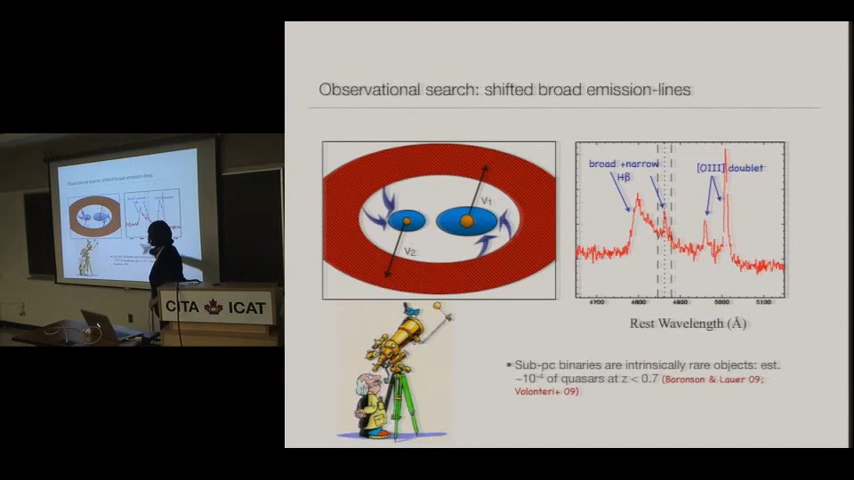 Observational search: shifted broad emission-lines
broad +narrow
Hβ
[OIII] doublet
V1
V2
4700 4800 4900 5000 5100
Rest Wavelength (Å)
• Sub-pc binaries are intrinsically rare objects: est.
~10⁻⁴ of quasars at z < 0.7 (Boronson & Lauer 09;
Volonteri+ 09)
CITA ICAT